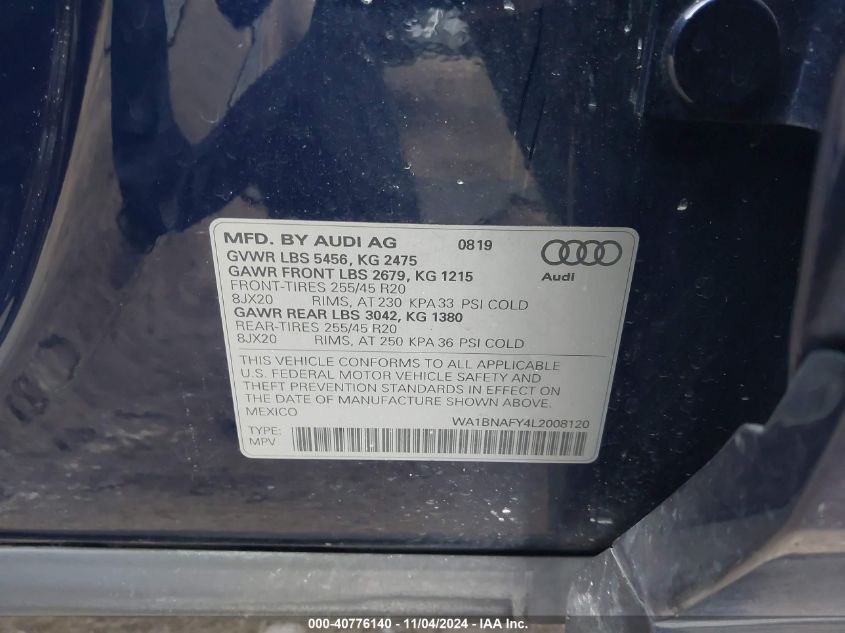 MFD. BY AUDI AG 0819
GVWR LBS 5456, KG 2475
GAWR FRONT LBS 2679, KG 1215
FRONT-TIRES 255/45 R20
8JX20 RIMS, AT 230 KPA 33 PSI COLD
GAWR REAR LBS 3042, KG 1380
REAR-TIRES 255/45 R20
8JX20 RIMS, AT 250 KPA 36 PSI COLD
Audi
THIS VEHICLE CONFORMS TO ALL APPLICABLE
U.S. FEDERAL MOTOR VEHICLE SAFETY AND
THEFT PREVENTION STANDARDS IN EFFECT ON
THE DATE OF MANUFACTURE SHOWN ABOVE.
MEXICO
WA1BNAFY4L2008120
TYPE:
MPV
000-40776140 - 11/04/2024 - IAA Inc.